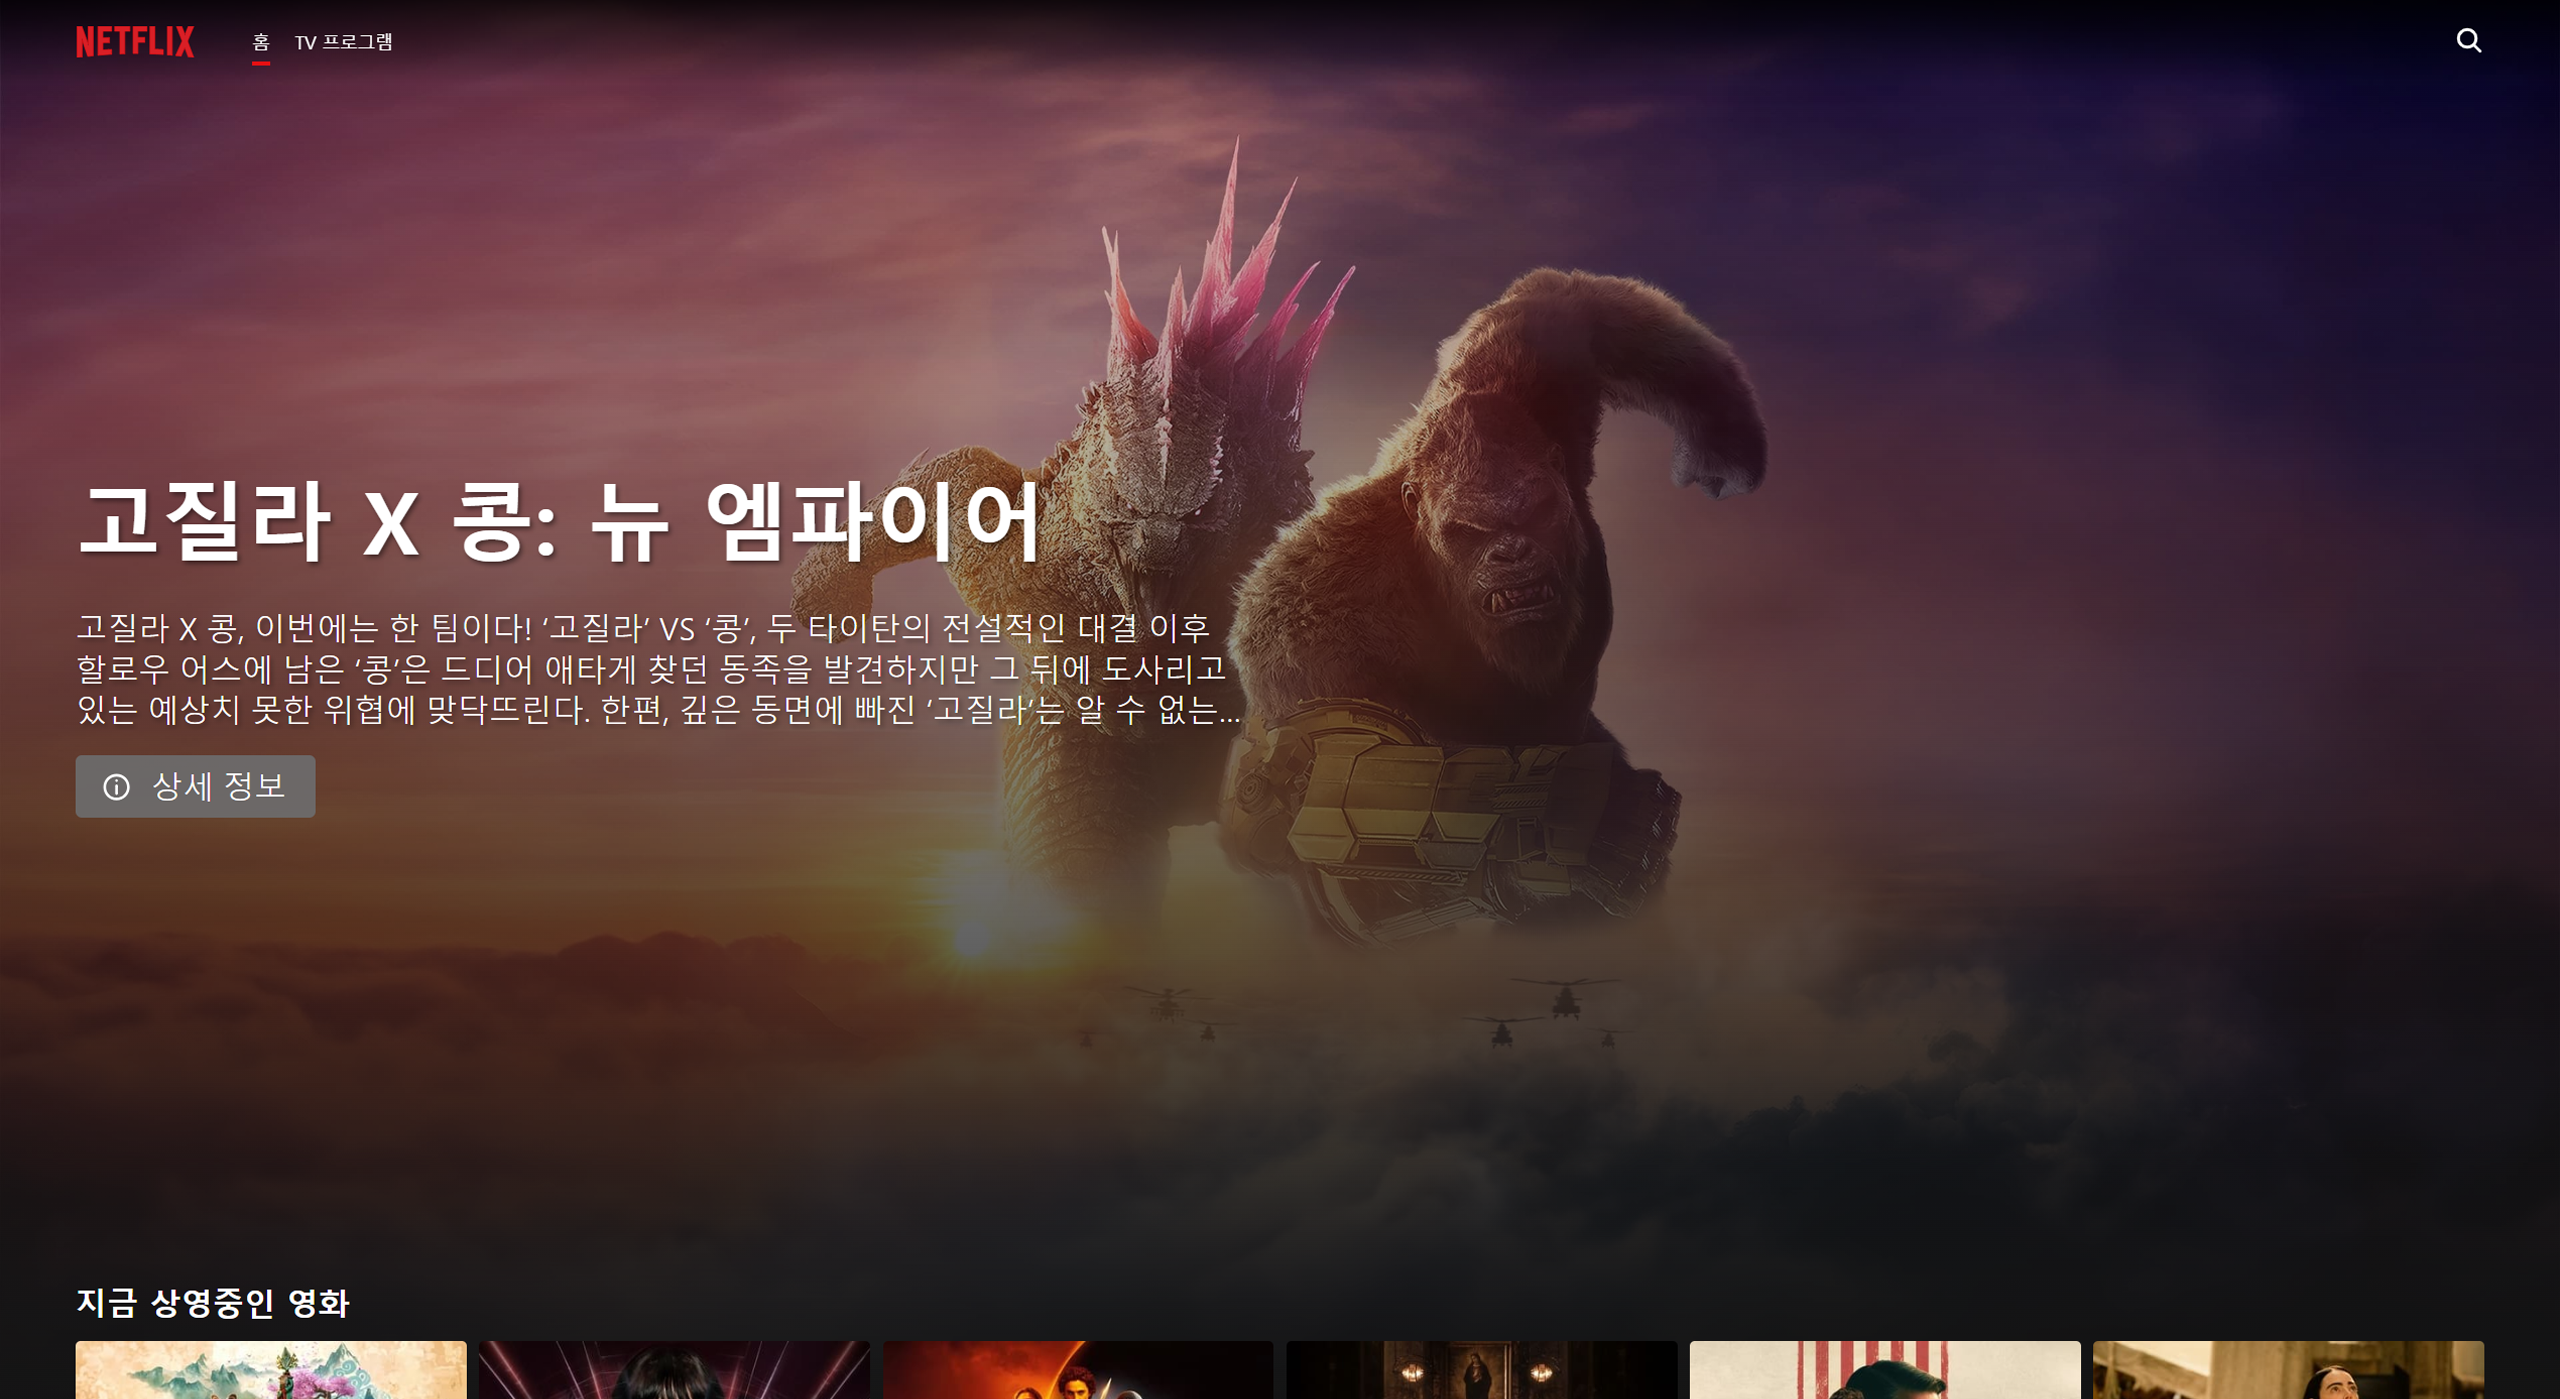 NETFLIX
홈
TV 프로그램
고질라 X 콩: 뉴 엠파이어
고질라 X 콩, 이번에는 한 팀이다! ‘고질라’ VS ‘콩’, 두 타이탄의 전설적인 대결 이후
할로우 어스에 남은 ‘콩’은 드디어 애타게 찾던 동족을 발견하지만 그 뒤에 도사리고
있는 예상치 못한 위협에 맞닥뜨린다. 한편, 깊은 동면에 빠진 ‘고질라’는 알 수 없는...
상세 정보
지금 상영중인 영화